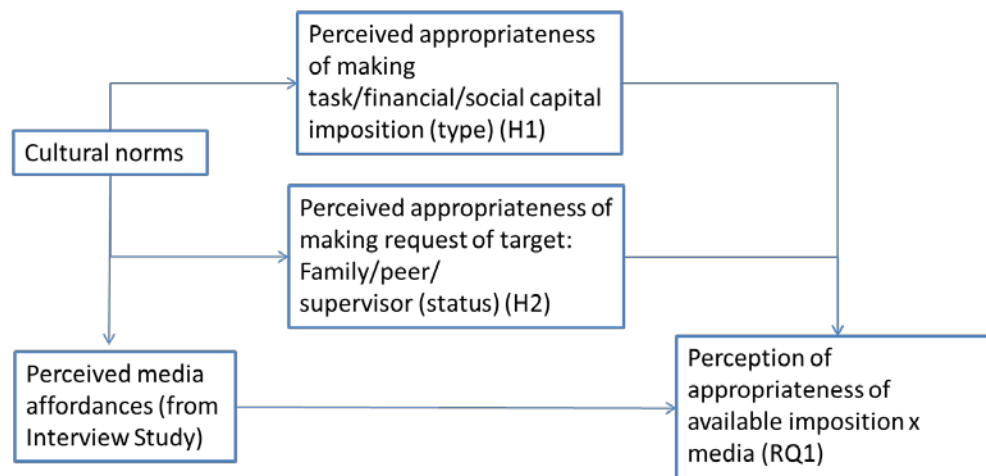 Perceived appropriateness
of making
task/financial/social capital
imposition (type) (H1)
Cultural norms
Perceived appropriateness of
making request of target:
Family/peer/
supervisor (status) (H2)
Perceived media
affordances (from
Interview Study)
Perception of
appropriateness of
available imposition x
media (RQ1)